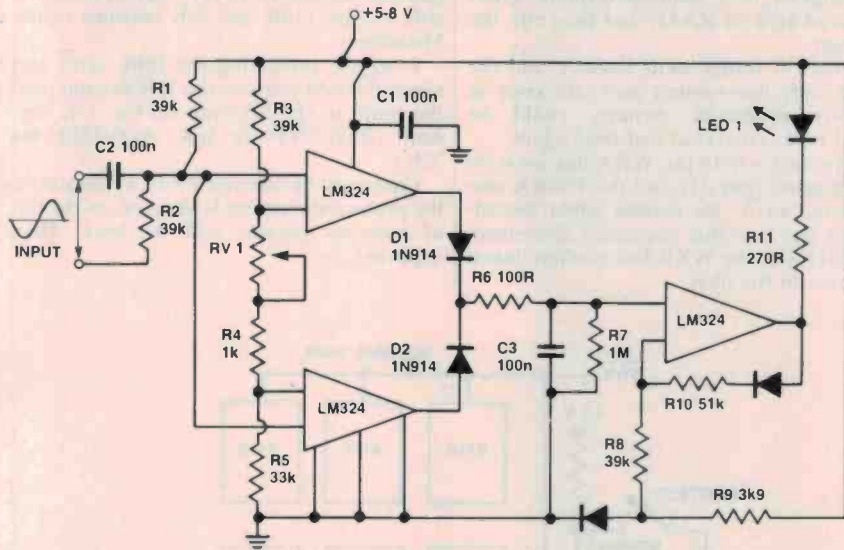 +5-8 V
R1
39k
R3
39k
C1 100n
LED 1
C2 100n
LM324
R2
39k
INPUT
RV 1
D1
1N914
R6 100R
R11
270R
LM324
R4
1k
D2
1N914
C3
100n
R7
1M
LM324
R10 51k
R5
33k
R8
39k
R9 3k9